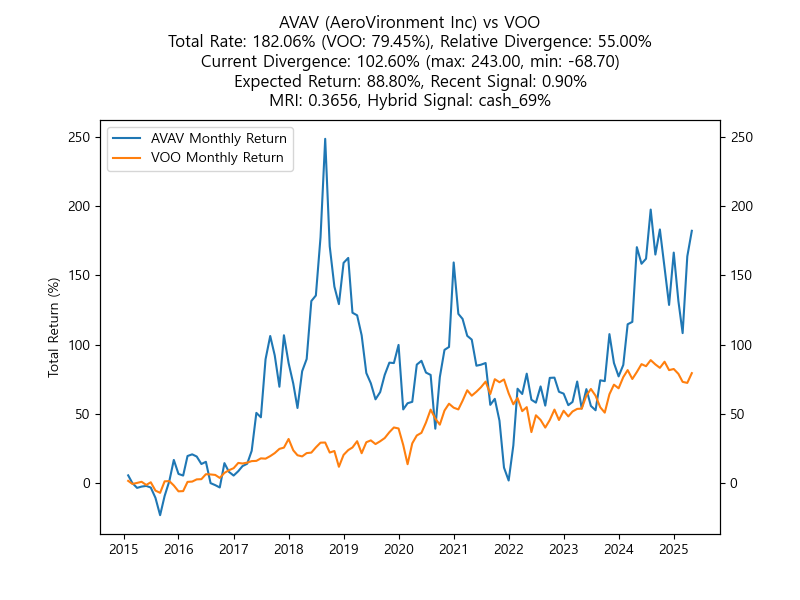 AVAV (AeroVironment Inc) vs VOO
Total Rate: 182.06% (VOO: 79.45%), Relative Divergence: 55.00%
Current Divergence: 102.60% (max: 243.00, min: -68.70)
Expected Return: 88.80%, Recent Signal: 0.90%
MRI: 0.3656, Hybrid Signal: cash_69%
AVAV Monthly Return
VOO Monthly Return
250
200
150
100
50
0
250
200
150
100
50
0
Total Return (%)
2015 2016 2017 2018 2019 2020 2021 2022 2023 2024 2025